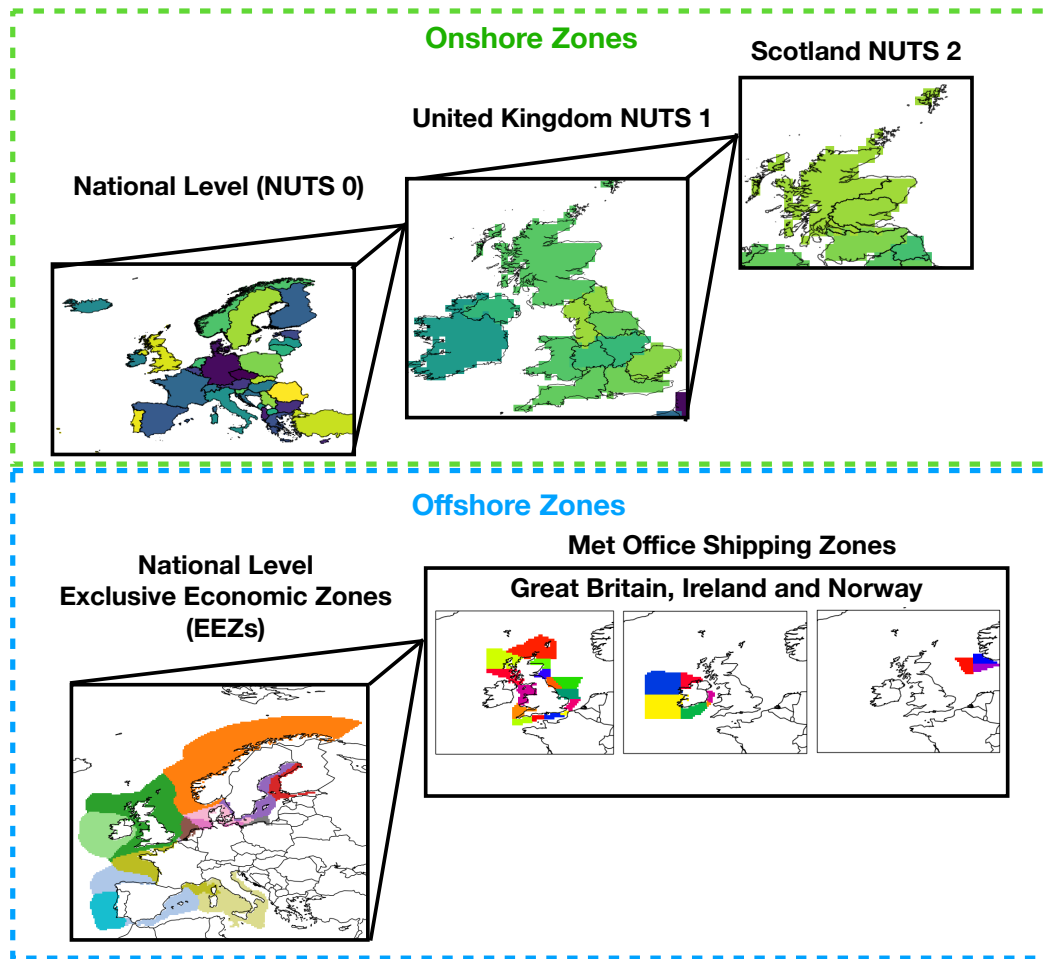 Onshore Zones
Scotland NUTS 2
United Kingdom NUTS 1
National Level (NUTS 0)
Offshore Zones
Met Office Shipping Zones
National Level
Exclusive Economic Zones
(EEZs)
Great Britain, Ireland and Norway